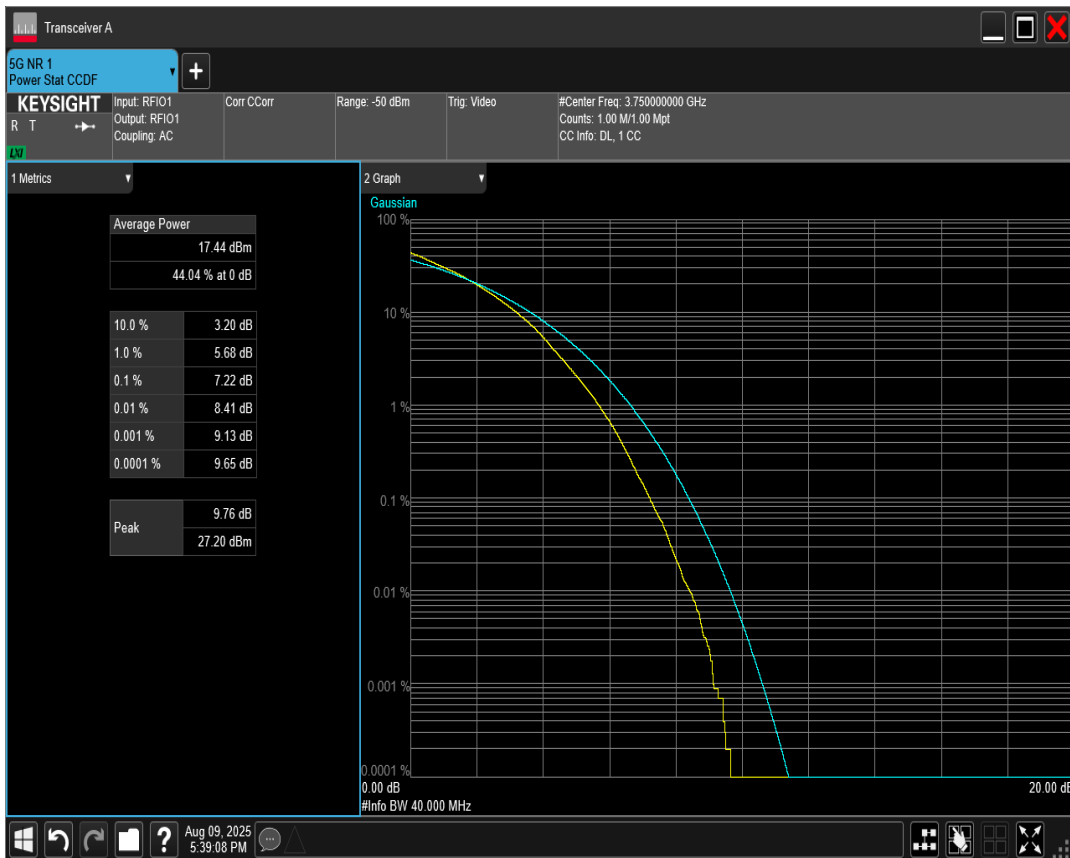 Transceiver A
5G NR 1
Power Stat CCDF
+
KEYSIGHT
R T
LXI
Input: RFIO1
Output: RFIO1
Coupling: AC
Corr CCorr
Range: -50 dBm
Trig: Video
#Center Freq: 3.750000000 GHz
Counts: 1.00 M/1.00 Mpt
CC Info: DL, 1 CC
1 Metrics
Average Power
17.44 dBm
44.04 % at 0 dB
10.0 % 3.20 dB
1.0 % 5.68 dB
0.1 % 7.22 dB
0.01 % 8.41 dB
0.001 % 9.13 dB
0.0001 % 9.65 dB
Peak
9.76 dB
27.20 dBm
2 Graph
Gaussian
100 %
10 %
1 %
0.1 %
0.01 %
0.001 %
0.0001 %
0.00 dB 20.00 dB
#Info BW 40.000 MHz
?
Aug 09, 2025
5:39:08 PM